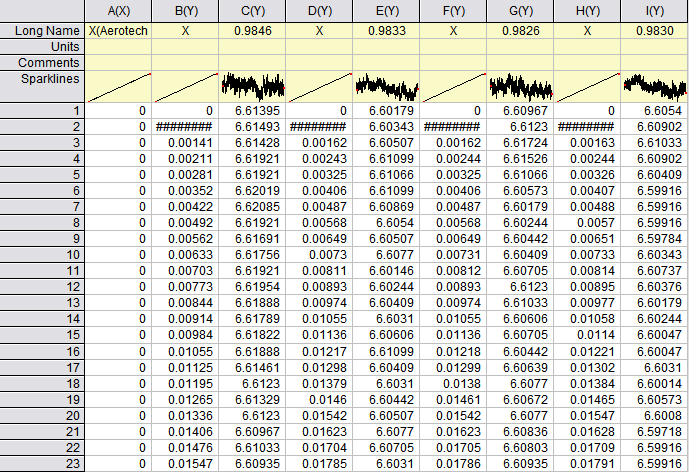 A(X) B(Y) C(Y) D(Y) E(Y) F(Y) G(Y) H(Y) I(Y)
Long Name X(Aerotech X 0.9846 X 0.9833 X 0.9826 X 0.9830
Units
Comments
Sparklines
1 0 0 6.61395 0 6.60179 0 6.60967 0 6.6054
2 0 ######## 6.61493 ######## 6.60343 ######## 6.6123 ######## 6.60902
3 0 0.00141 6.61428 0.00162 6.60507 0.00162 6.61724 0.00163 6.61033
4 0 0.00211 6.61921 0.00243 6.61099 0.00244 6.61526 0.00244 6.60902
5 0 0.00281 6.61921 0.00325 6.61066 0.00325 6.61066 0.00326 6.60409
6 0 0.00352 6.62019 0.00406 6.61099 0.00406 6.60573 0.00407 6.59916
7 0 0.00422 6.62085 0.00487 6.60869 0.00487 6.60179 0.00488 6.59916
8 0 0.00492 6.61921 0.00568 6.6054 0.00568 6.60244 0.0057 6.59916
9 0 0.00562 6.61691 0.00649 6.60507 0.00649 6.60442 0.00651 6.59784
10 0 0.00633 6.61756 0.0073 6.6077 0.00731 6.60409 0.00733 6.60343
11 0 0.00703 6.61921 0.00811 6.60146 0.00812 6.60705 0.00814 6.60737
12 0 0.00773 6.61954 0.00893 6.60244 0.00893 6.6123 0.00895 6.60376
13 0 0.00844 6.61888 0.00974 6.60409 0.00974 6.61033 0.00977 6.60179
14 0 0.00914 6.61789 0.01055 6.6031 0.01055 6.60606 0.01058 6.60244
15 0 0.00984 6.61822 0.01136 6.60606 0.01136 6.60705 0.0114 6.60047
16 0 0.01055 6.61888 0.01217 6.61099 0.01218 6.60442 0.01221 6.60047
17 0 0.01125 6.61461 0.01298 6.60409 0.01299 6.60639 0.01302 6.6031
18 0 0.01195 6.6123 0.01379 6.6031 0.0138 6.6077 0.01384 6.60014
19 0 0.01265 6.61329 0.0146 6.60442 0.01461 6.60672 0.01465 6.60573
20 0 0.01336 6.6123 0.01542 6.60507 0.01542 6.6077 0.01547 6.6008
21 0 0.01406 6.60967 0.01623 6.6077 0.01623 6.60836 0.01628 6.59718
22 0 0.01476 6.61033 0.01704 6.60705 0.01705 6.60803 0.01709 6.59916
23 0 0.01547 6.60935 0.01785 6.6031 0.01786 6.60935 0.01791 6.59916